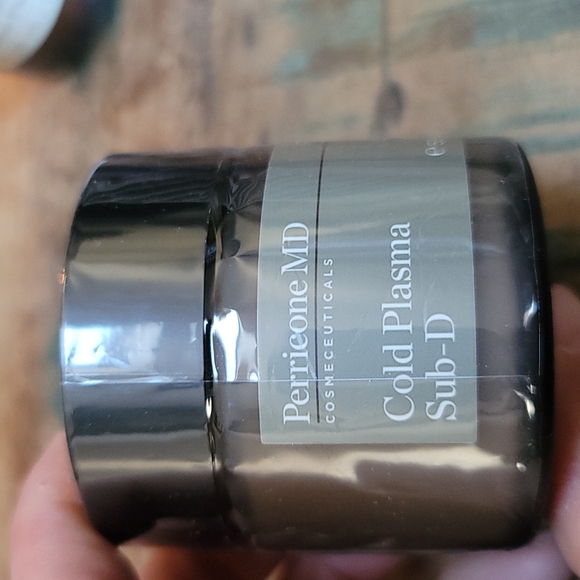 Perricone MD
COSMECEUTICALS
Cold Plasma
Sub-D